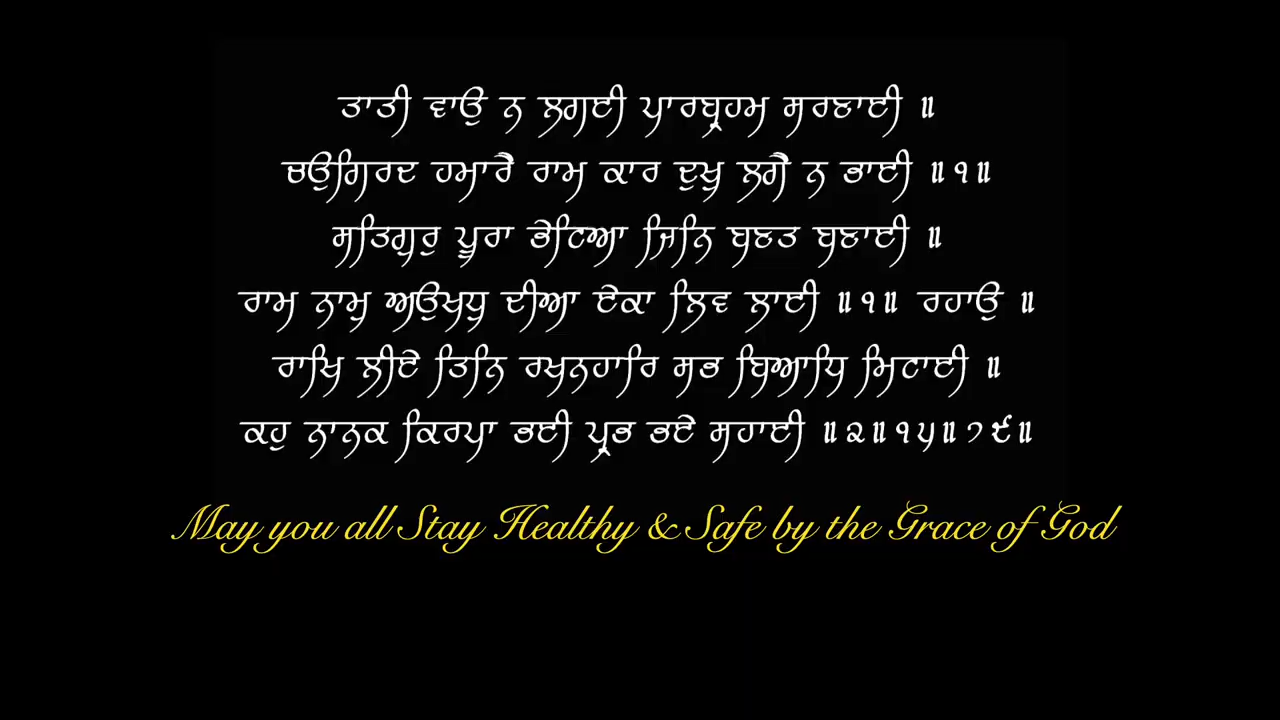 ਤਾਤੀ ਵਾਉ ਨ ਲਗਈ ਪਾਰਬ੍ਰਹਮ ਸਰਣਾਈ ॥
ਚਉਗਿਰਦ ਹਮਾਰੈ ਰਾਮ ਕਾਰ ਦੁਖੁ ਲਗੈ ਨ ਭਾਈ ॥੧॥
ਸਤਿਗੁਰੁ ਪੂਰਾ ਭੇਟਿਆ ਜਿਨਿ ਬਣਤ ਬਣਾਈ ॥
ਰਾਮ ਨਾਮੁ ਅਉਖਧੁ ਦੀਆ ਏਕਾ ਲਿਵ ਲਾਈ ॥੧॥ ਰਹਾਉ ॥
ਰਾਖਿ ਲੀਏ ਤਿਨਿ ਰਖਨਹਾਰਿ ਸਭ ਬਿਆਧਿ ਮਿਟਾਈ ॥
ਕਹੁ ਨਾਨਕ ਕਿਰਪਾ ਭਈ ਪ੍ਰਭ ਭਏ ਸਹਾਈ ॥੨॥੧੫॥੭੯॥
May you all Stay Healthy & Safe by the Grace of God